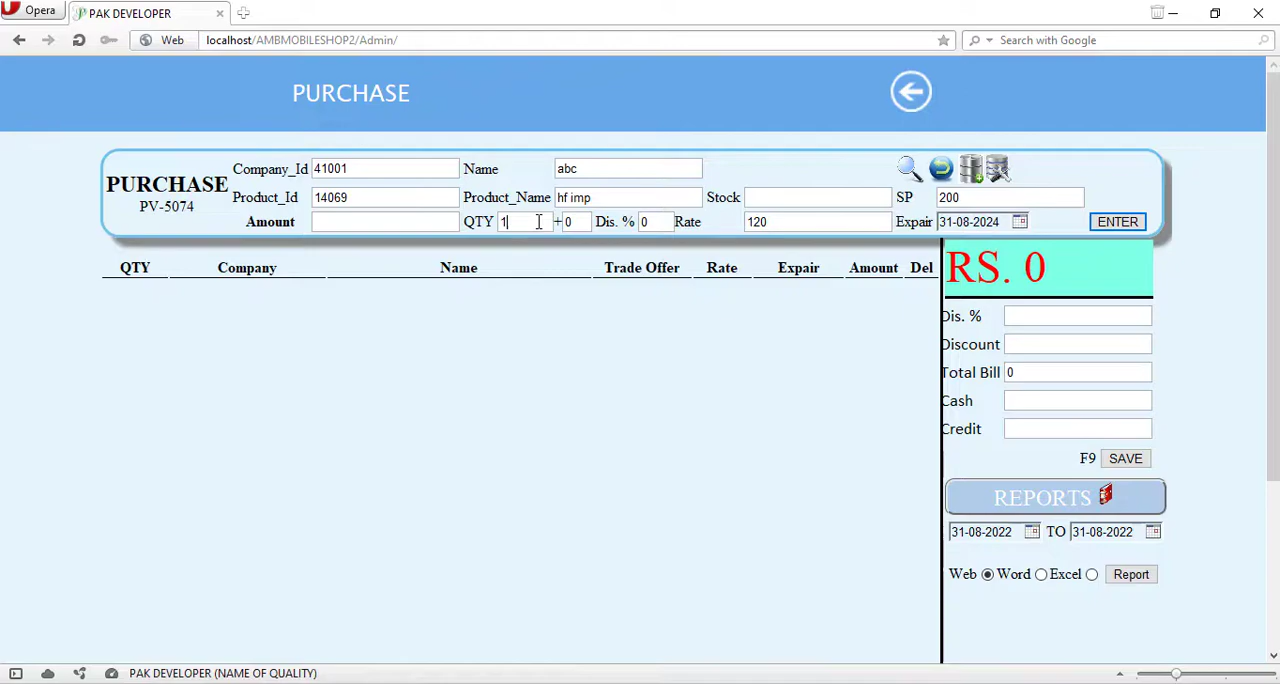 Opera
PAK DEVELOPER
Web
localhost/AMBMOBILESHOP2/Admin/
Search with Google
PURCHASE
PURCHASE
PV-5074
Company_Id 41001 Name abc
Product_Id 14069 Product_Name hf imp Stock SP 200
Amount QTY 1 + 0 Dis. % 0 Rate 120 Expair 31-08-2024 ENTER
QTY Company Name Trade Offer Rate Expair Amount Del
RS. 0
Dis. %
Discount
Total Bill 0
Cash
Credit
F9 SAVE
REPORTS
31-08-2022 TO 31-08-2022
Web Word Excel Report
PAK DEVELOPER (NAME OF QUALITY)